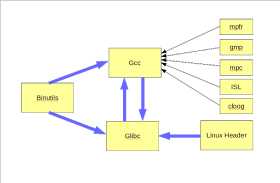 mpfr
gmp
Gcc
mpc
ISL
Binutils
cloog
Glibc
Linux Header